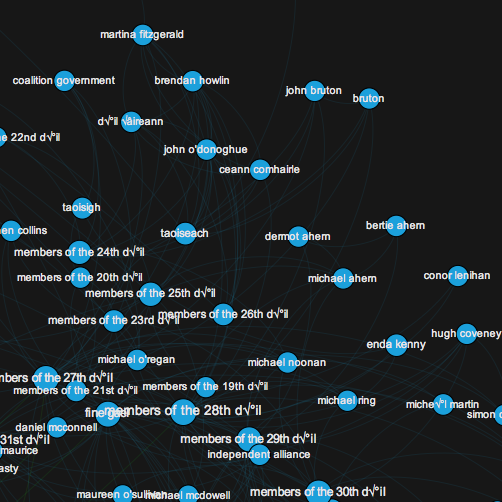 martina fitzgerald
coalition government
brendan howlin
john bruton
bruton
d√°il √âireann
e 22nd d√°il
john o'donoghue
ceann comhairle
taoisigh
en collins
taoiseach
dermot ahern
bertie ahern
members of the 24th d√°il
members of the 20th d√°il
michael ahern
conor lenihan
members of the 25th d√°il
members of the 26th d√°il
members of the 23rd d√°il
hugh coveney
enda kenny
michael o'regan
michael noonan
mbers of the 27th d√°il
members of the 21st d√°il
members of the 19th d√°il
michael ring
miche√°l martin
simon
fine gael
members of the 28th d√°il
daniel mcconnell
31st d√°il
members of the 29th d√°il
maurice
independent alliance
asty
maureen o'sullivan
michael mcdowell
members of the 30th d√°il